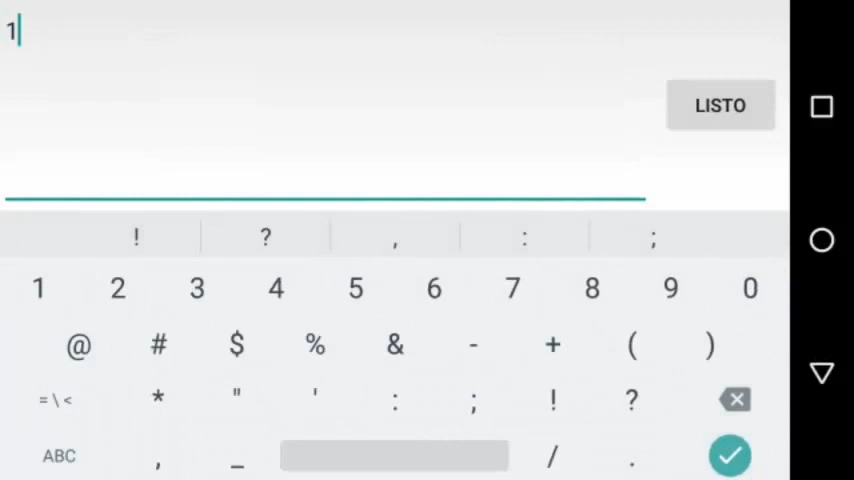 1
LISTO
! ? , : ;
1 2 3 4 5 6 7 8 9 0
@ # $ % & - + ( )
= \ < * " ' : ; ! ?
ABC , _ / .